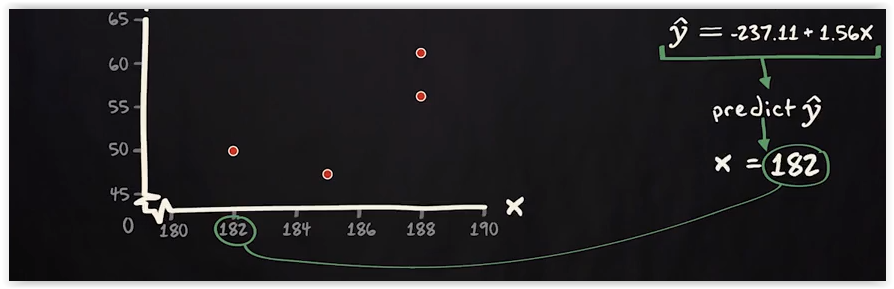 65
60
55
50
45
0 180 182 184 186 188 190 x
ŷ = -237.11 + 1.56x
predict ŷ
x = 182